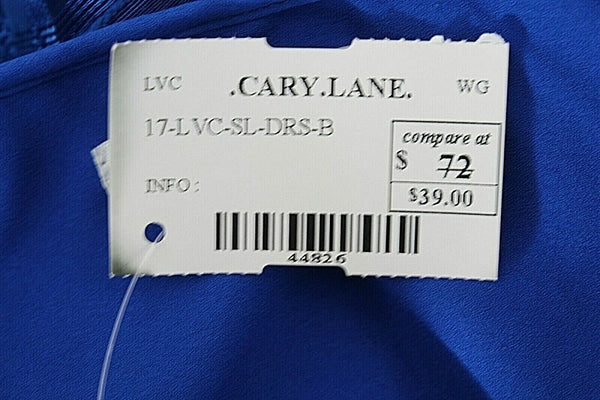 LVC .CARY.LANE. WG
17-LVC-SL-DRS-B
compare at
$ 72
INFO: $39.00
44826